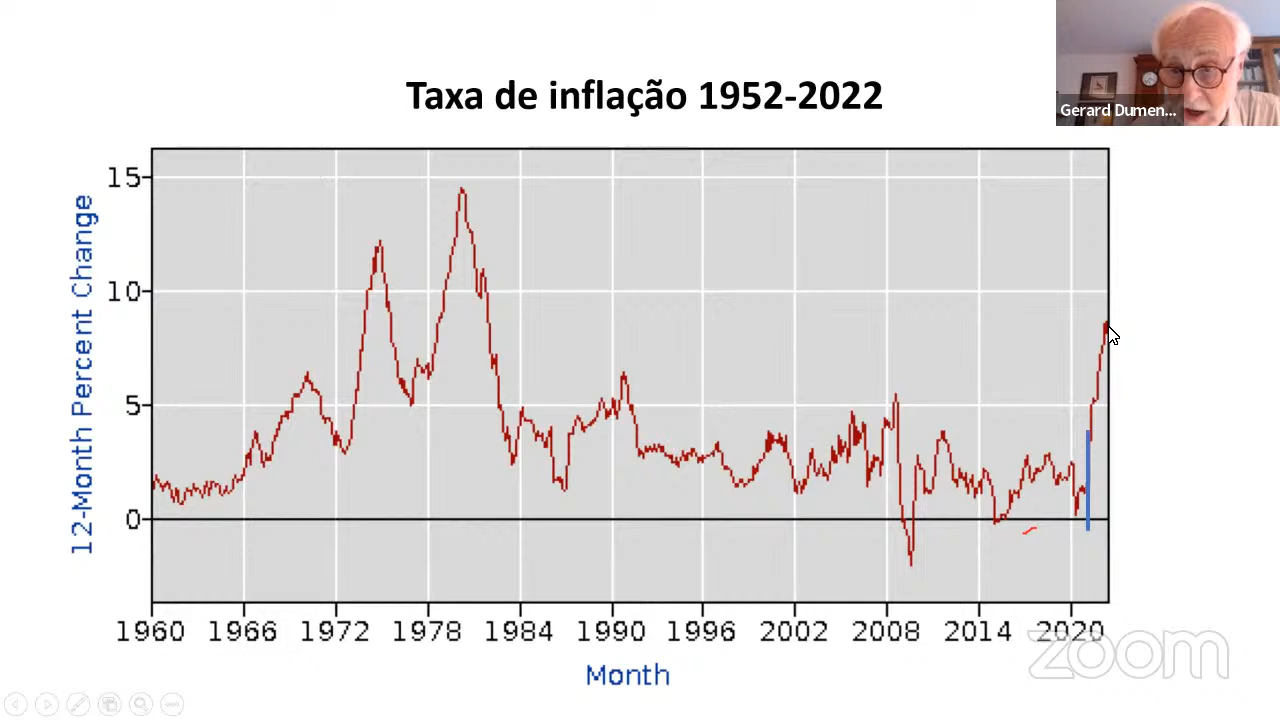 Taxa de inflação 1952-2022
Gerard Dumen...
12-Month Percent Change
15
10
5
0
1960 1966 1972 1978 1984 1990 1996 2002 2008 2014 2020
Month
zoom